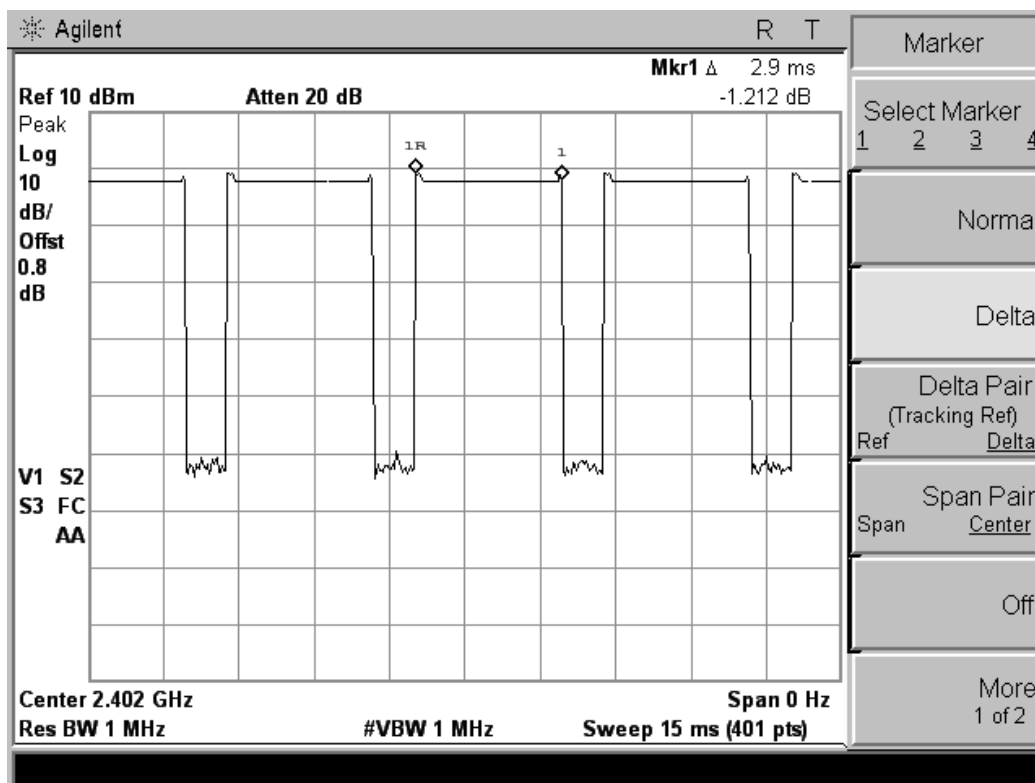 Agilent R T
Mkr1 Δ 2.9 ms
Ref 10 dBm Atten 20 dB -1.212 dB
Peak
Log
10
dB/
Offst
0.8
dB
1R
1
V1 S2
S3 FC
AA
Center 2.402 GHz Span 0 Hz
Res BW 1 MHz #VBW 1 MHz Sweep 15 ms (401 pts)
Marker
Select Marker
1 2 3 4
Norma
Delta
Delta Pair
(Tracking Ref)
Ref Delta
Span Pair
Span Center
Off
More
1 of 2